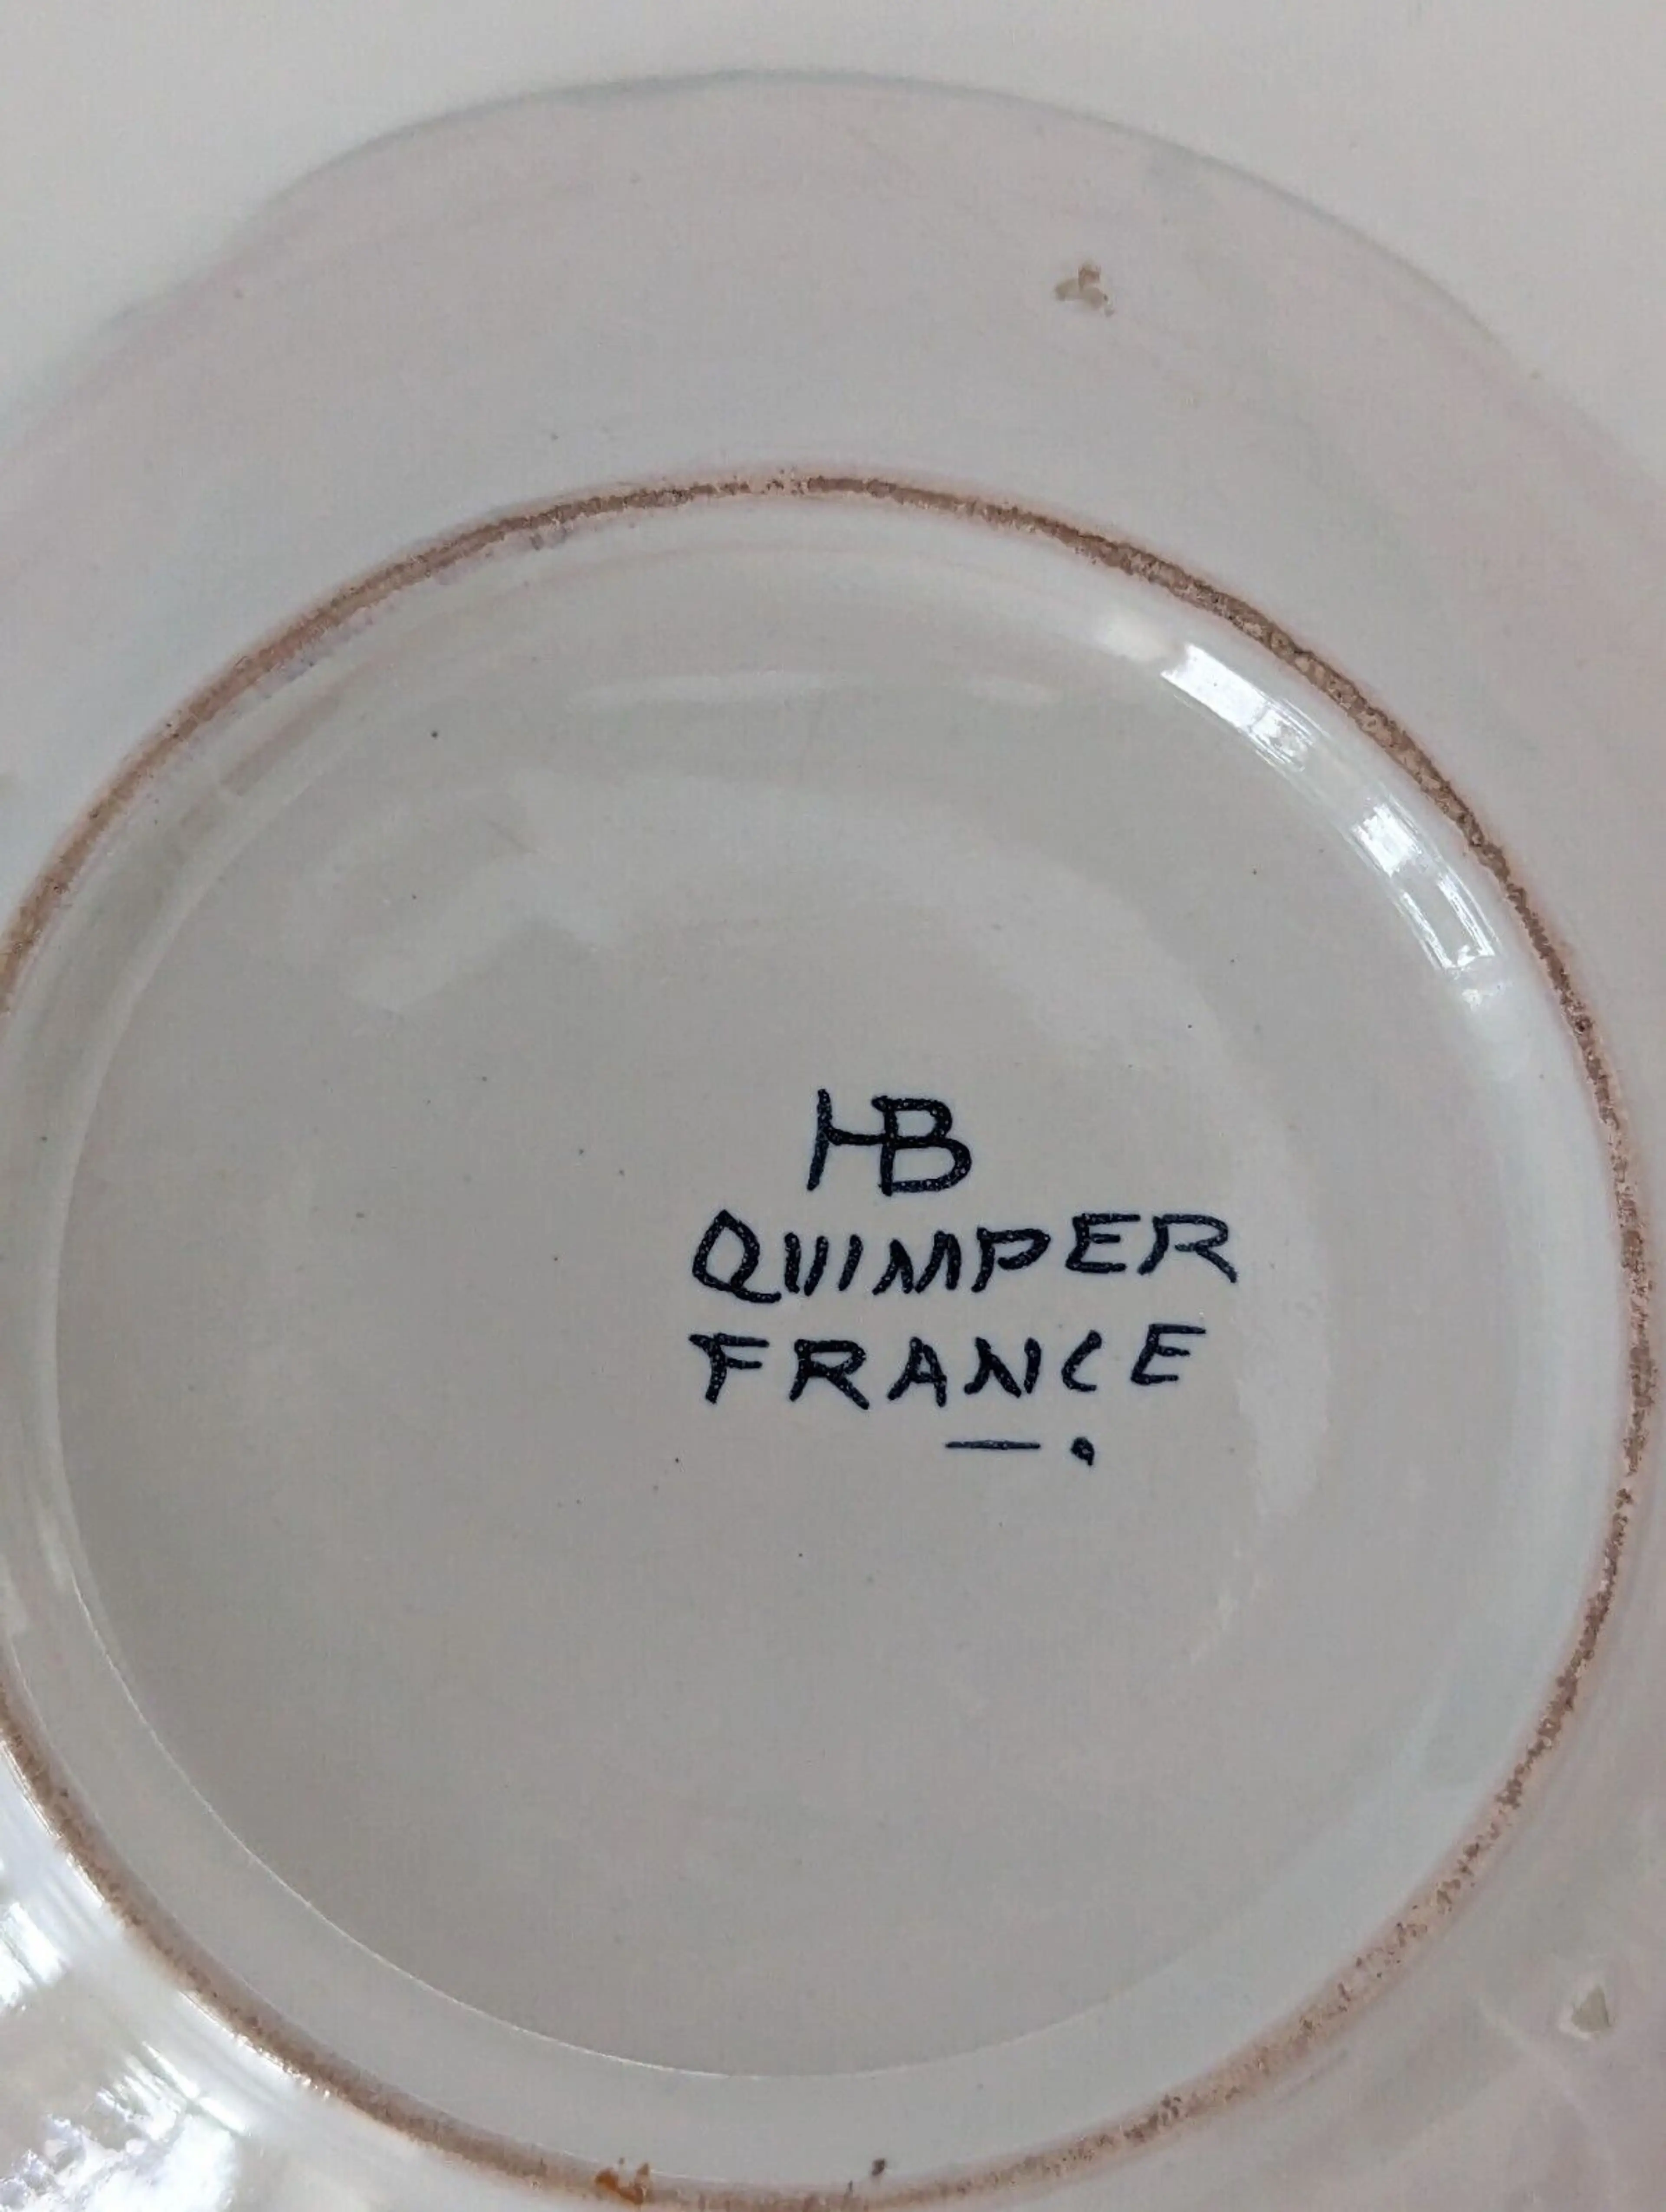 HB
QUIMPER
FRANCE
— .